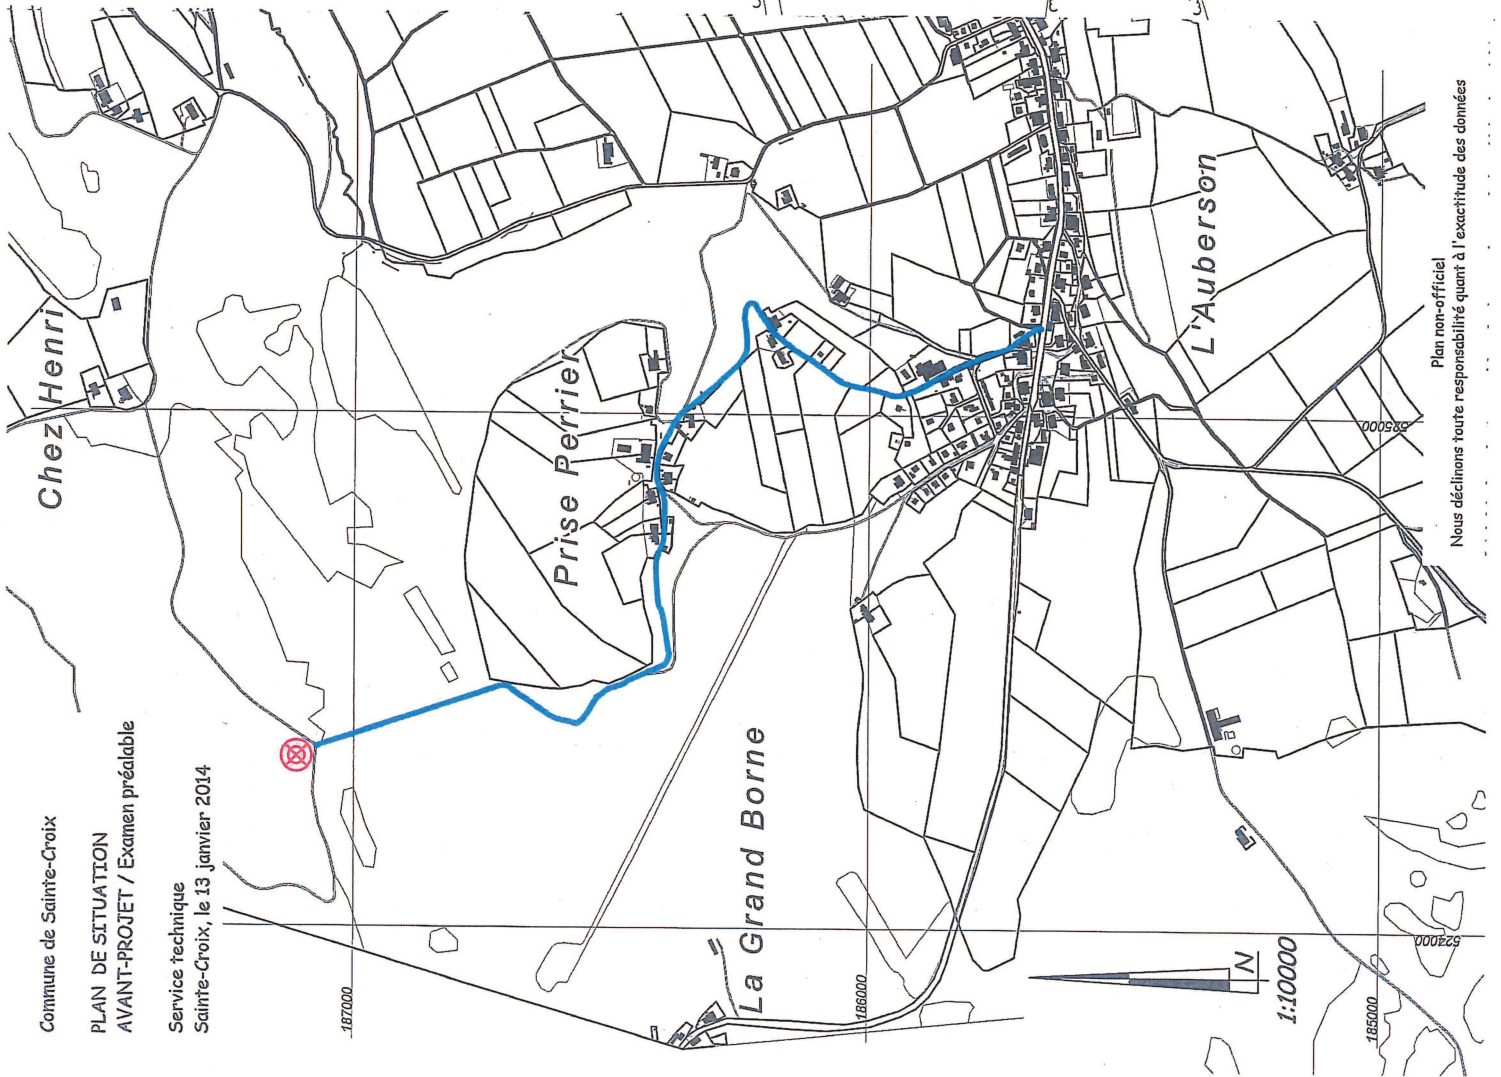 Commune de Sainte-Croix
PLAN DE SITUATION
AVANT-PROJET / Examen préalable
Service technique
Sainte-Croix, le 13 janvier 2014
Chez Henri
Prise Perrier
La Grand Borne
L'Auberson
187000
186000
185000
525000
524000
N
1:10000
Plan non-officiel
Nous déclinons toute responsabilité quant à l'exactitude des données